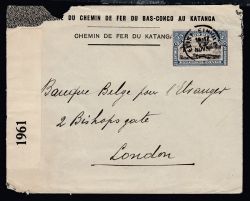 DU CHEMIN DE FER DU BAS-CONGO AU KATANGA
CHEMIN DE FER DU KATANGA
Banque Belge pour l'Etranger
2 Bishopsgate
London
1961